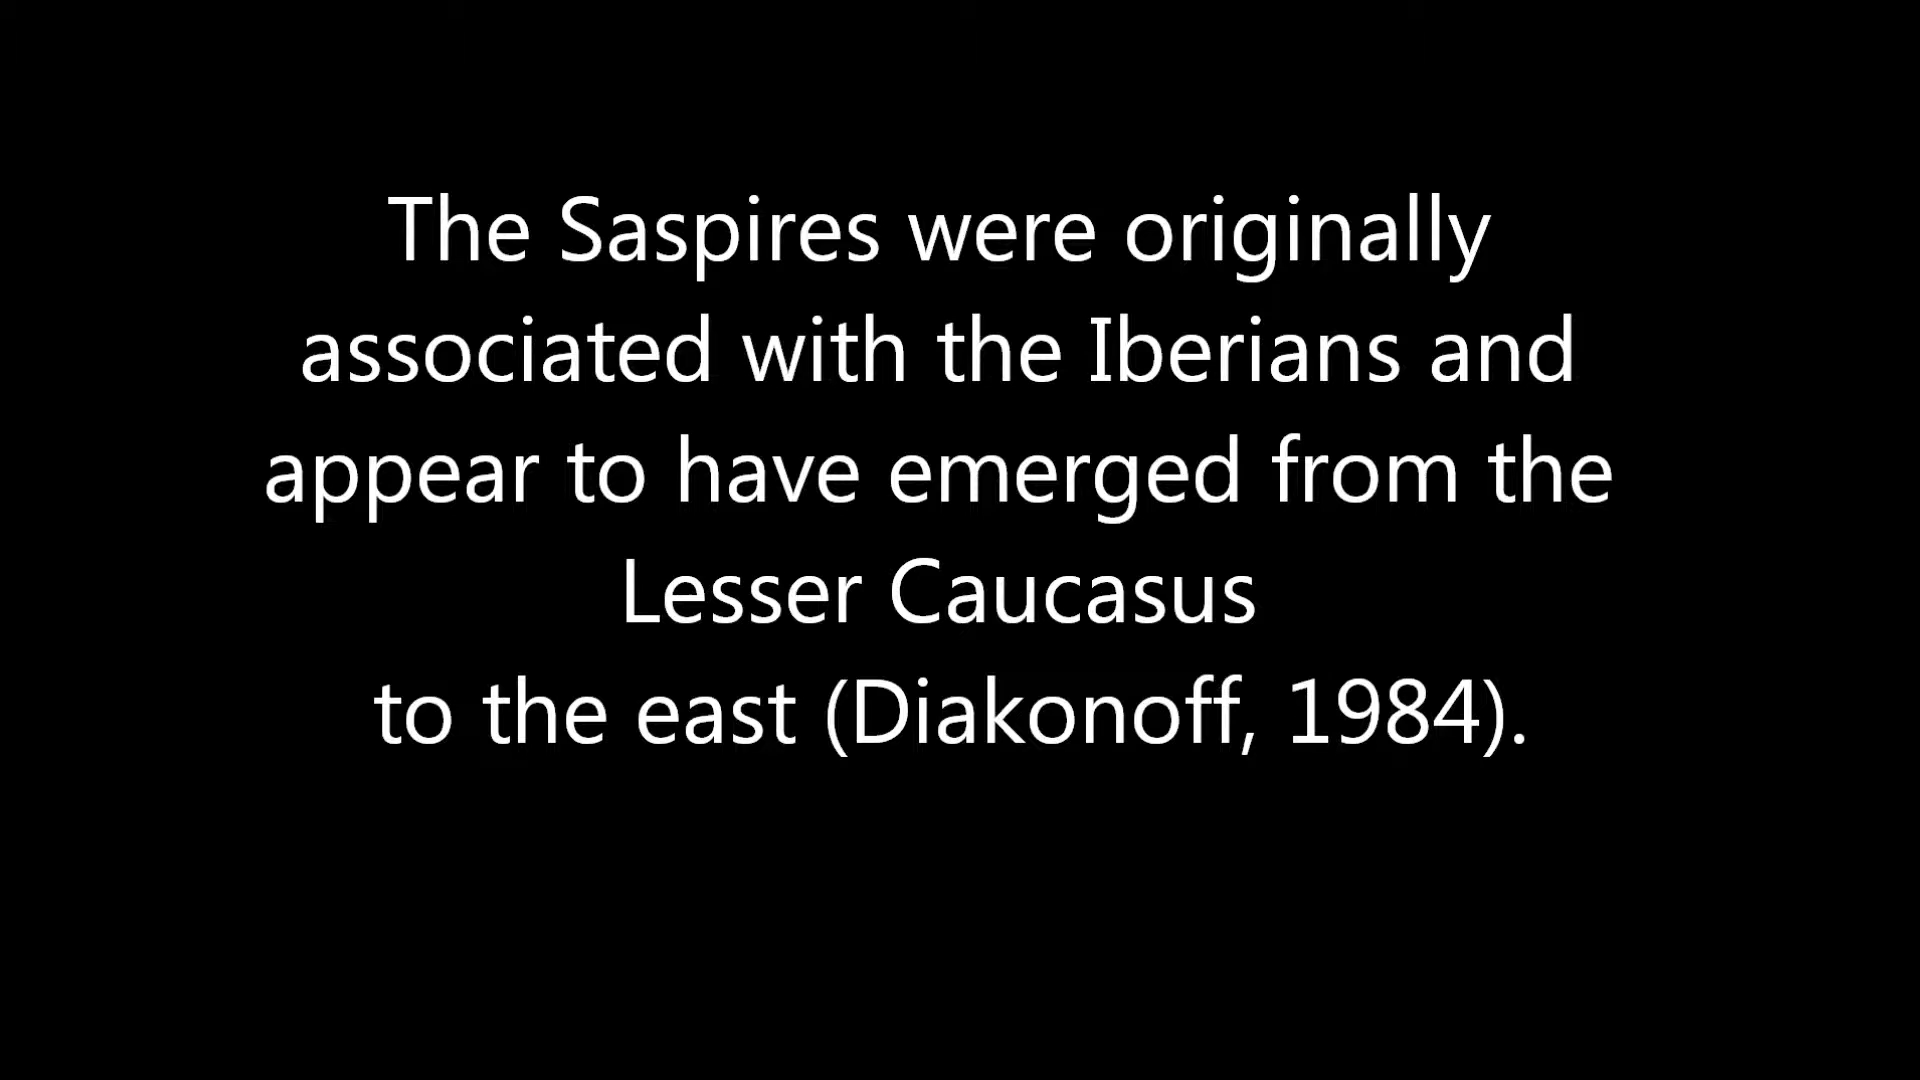 The Saspires were originally
associated with the Iberians and
appear to have emerged from the
Lesser Caucasus
to the east (Diakonoff, 1984).